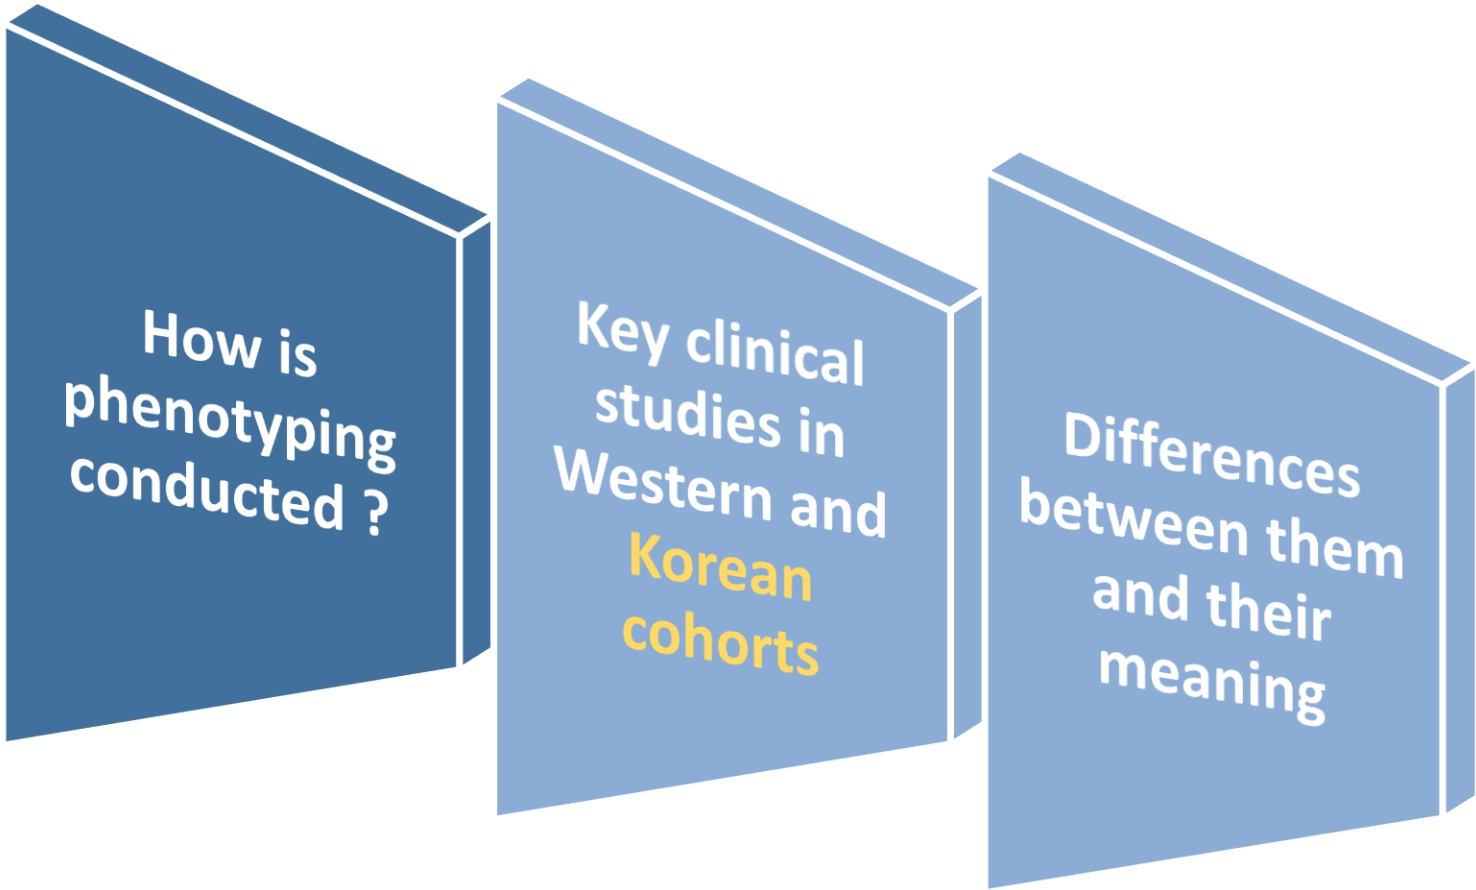 How is
phenotyping
conducted ?
Key clinical
studies in
Western and
Korean
cohorts
Differences
between them
and their
meaning